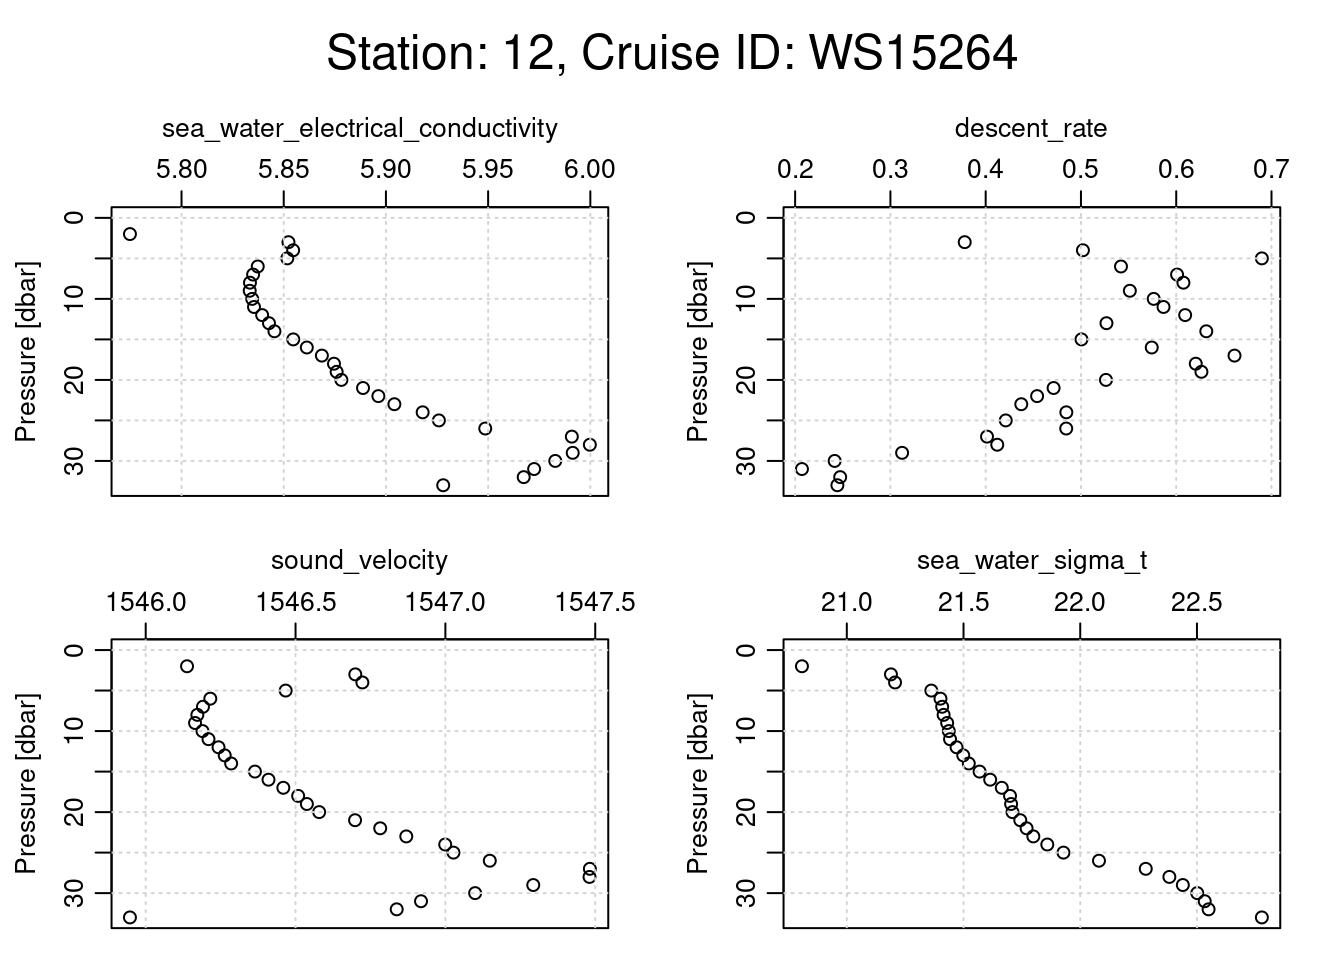 Station: 12, Cruise ID: WS15264
sea_water_electrical_conductivity
5.80 5.85 5.90 5.95 6.00
Pressure [dbar]
0
10
20
30
descent_rate
0.2 0.3 0.4 0.5 0.6 0.7
Pressure [dbar]
0
10
20
30
sound_velocity
1546.0 1546.5 1547.0 1547.5
Pressure [dbar]
0
10
20
30
sea_water_sigma_t
21.0 21.5 22.0 22.5
Pressure [dbar]
0
10
20
30